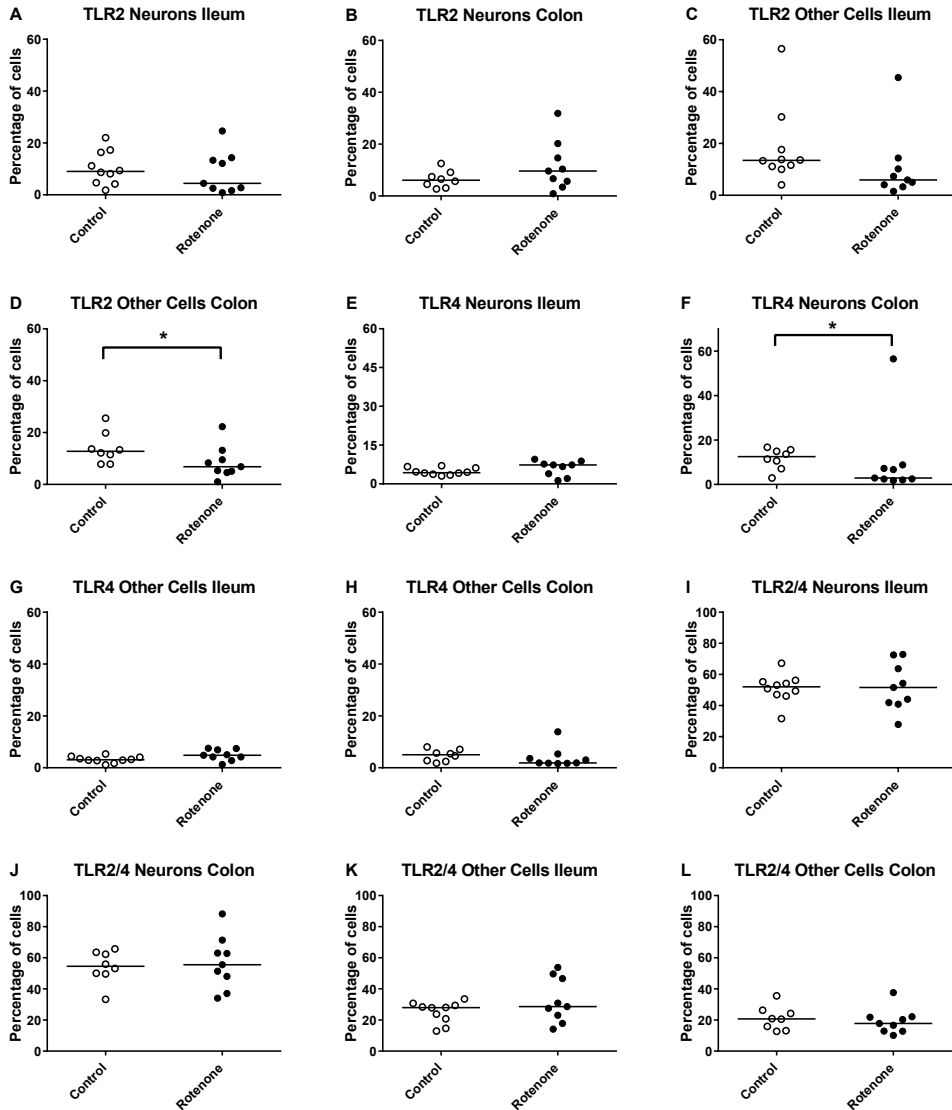 A TLR2 Neurons Ileum
Percentage of cells
60
40
20
0
Control
Rotenone
B TLR2 Neurons Colon
Percentage of cells
60
40
20
0
Control
Rotenone
C TLR2 Other Cells Ileum
Percentage of cells
60
40
20
0
Control
Rotenone
D TLR2 Other Cells Colon
Percentage of cells
60
40
20
0
*
Control
Rotenone
E TLR4 Neurons Ileum
Percentage of cells
60
45
30
15
0
Control
Rotenone
F TLR4 Neurons Colon
Percentage of cells
60
40
20
0
*
Control
Rotenone
G TLR4 Other Cells Ileum
Percentage of cells
60
40
20
0
Control
Rotenone
H TLR4 Other Cells Colon
Percentage of cells
60
40
20
0
Control
Rotenone
I TLR2/4 Neurons Ileum
Percentage of cells
100
80
60
40
20
0
Control
Rotenone
J TLR2/4 Neurons Colon
Percentage of cells
100
80
60
40
20
0
Control
Rotenone
K TLR2/4 Other Cells Ileum
Percentage of cells
100
80
60
40
20
0
Control
Rotenone
L TLR2/4 Other Cells Colon
Percentage of cells
100
80
60
40
20
0
Control
Rotenone